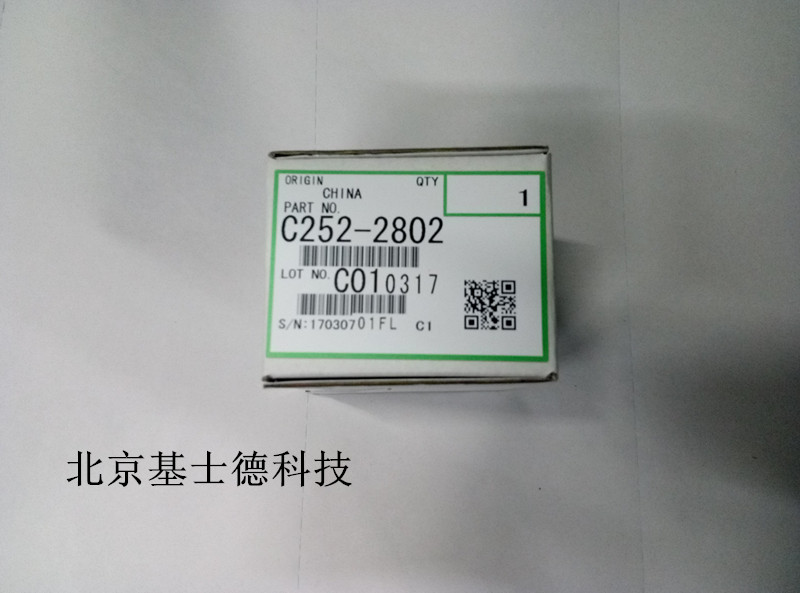 ORIGIN QTY
CHINA 1
PART NO.
C252-2802
LOT NO. C010317
S/N:17030701FL CI
北京基士德科技